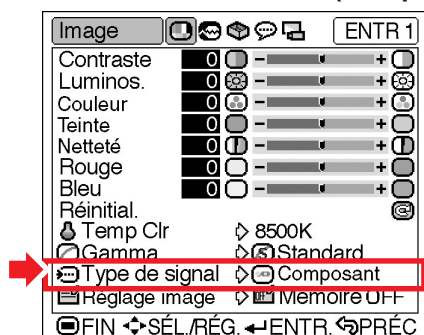 Image ENTR 1
Contraste 0 - +
Luminos. 0 - +
Couleur 0 - +
Teinte 0 - +
Netteté 0 - +
Rouge 0 - +
Bleu 0 - +
Réinitial.
Temp Clr 8500K
Gamma Standard
Type de signal Composant
Réglage image Mémoire OFF
FIN SÉL./RÉG. ENTR. PRÉC